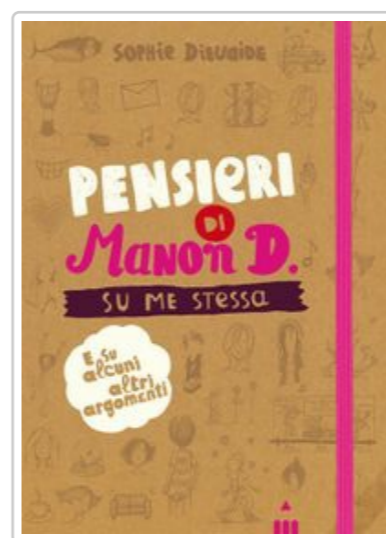 SOPHIE DIEUAIDE
PENSIERI
DI
MANON D.
SU ME STESSA
E SU
alcuni
altri
argomenti